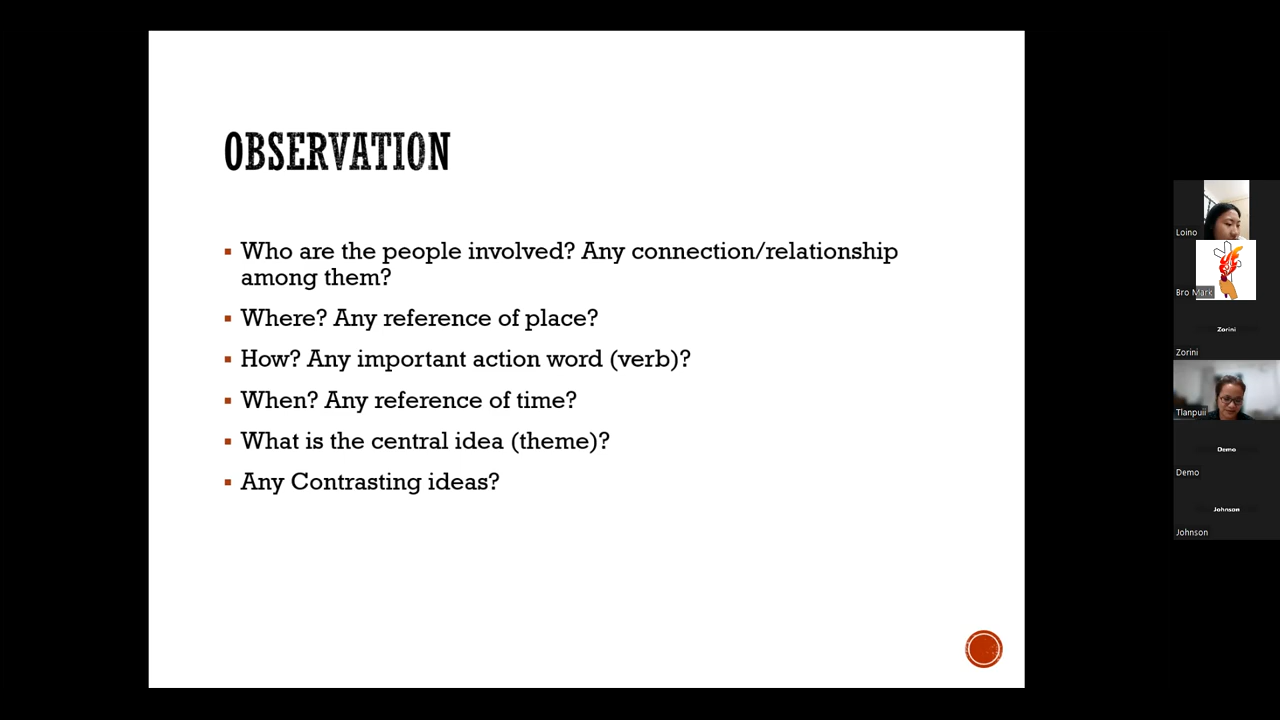 OBSERVATION
▪ Who are the people involved? Any connection/relationship
among them?
▪ Where? Any reference of place?
▪ How? Any important action word (verb)?
▪ When? Any reference of time?
▪ What is the central idea (theme)?
▪ Any Contrasting ideas?
Loino
Bro Mark
Zorini
Zorini
Tlanpuii
Demo
Demo
Johnson
Johnson